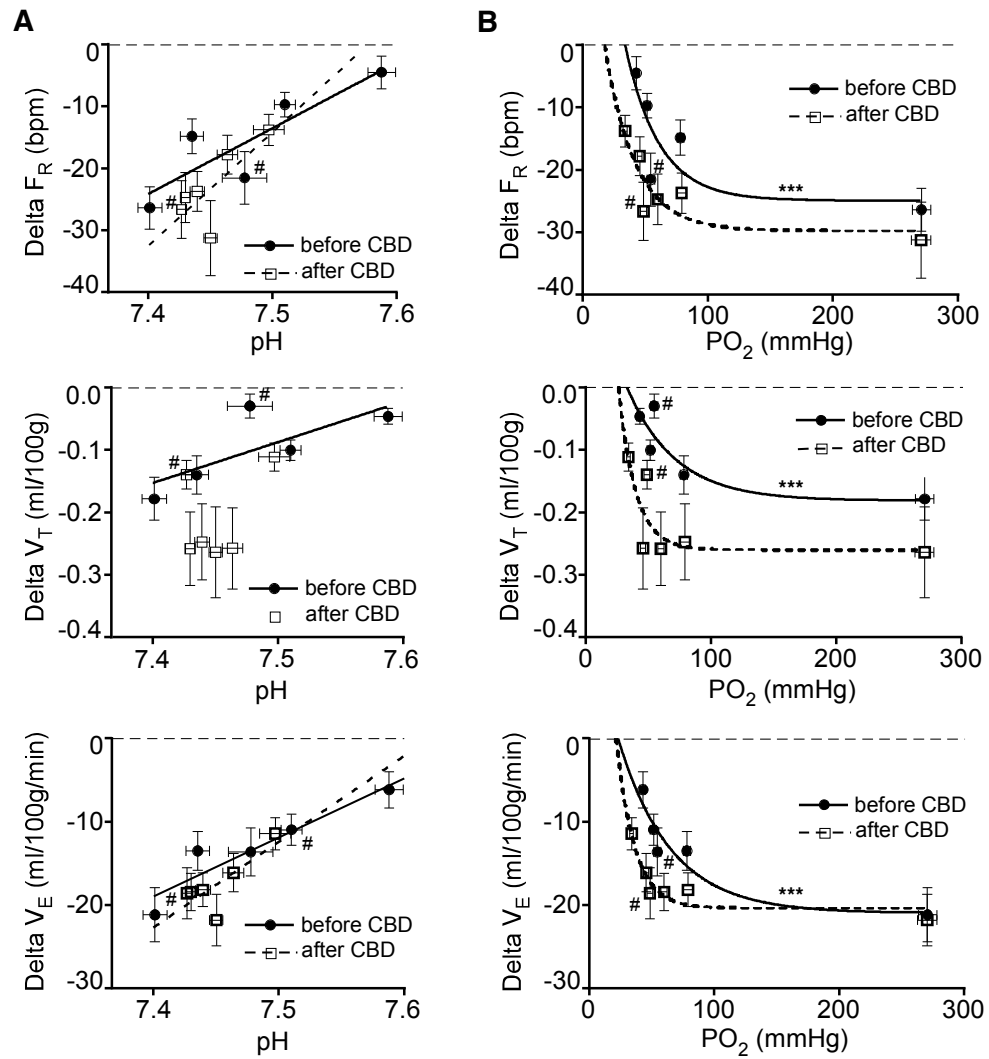 A
0
-10
-20
-30
-40
Delta F_R (bpm)
#
#
before CBD
after CBD
7.4 7.5 7.6
pH
B
0
-10
-20
-30
-40
Delta F_R (bpm)
before CBD
after CBD
#
#
***
0 100 200 300
PO_2 (mmHg)
0.0
-0.1
-0.2
-0.3
-0.4
Delta V_T (ml/100g)
#
#
before CBD
after CBD
7.4 7.5 7.6
pH
0.0
-0.1
-0.2
-0.3
-0.4
Delta V_T (ml/100g)
#
#
before CBD
after CBD
***
0 100 200 300
PO_2 (mmHg)
0
-10
-20
-30
Delta V_E (ml/100g/min)
#
#
before CBD
after CBD
7.4 7.5 7.6
pH
0
-10
-20
-30
Delta V_E (ml/100g/min)
before CBD
after CBD
#
#
***
0 100 200 300
PO_2 (mmHg)